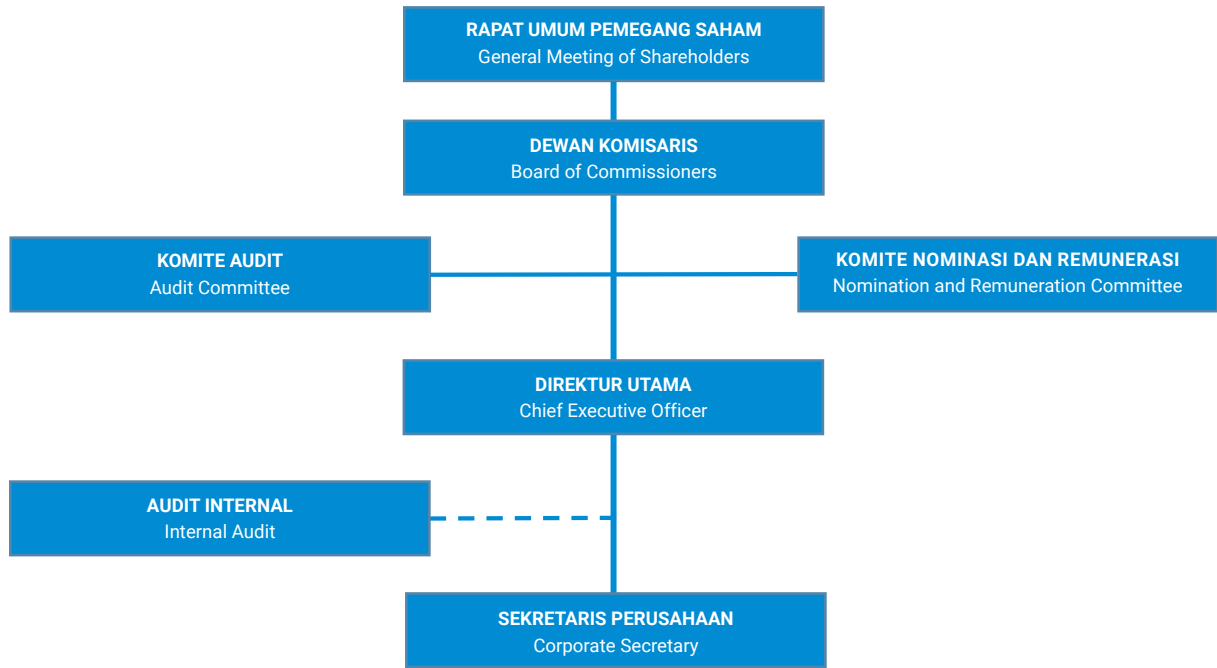 RAPAT UMUM PEMEGANG SAHAM
General Meeting of Shareholders
DEWAN KOMISARIS
Board of Commissioners
KOMITE AUDIT
Audit Committee
KOMITE NOMINASI DAN REMUNERASI
Nomination and Remuneration Committee
DIREKTUR UTAMA
Chief Executive Officer
AUDIT INTERNAL
Internal Audit
SEKRETARIS PERUSAHAAN
Corporate Secretary